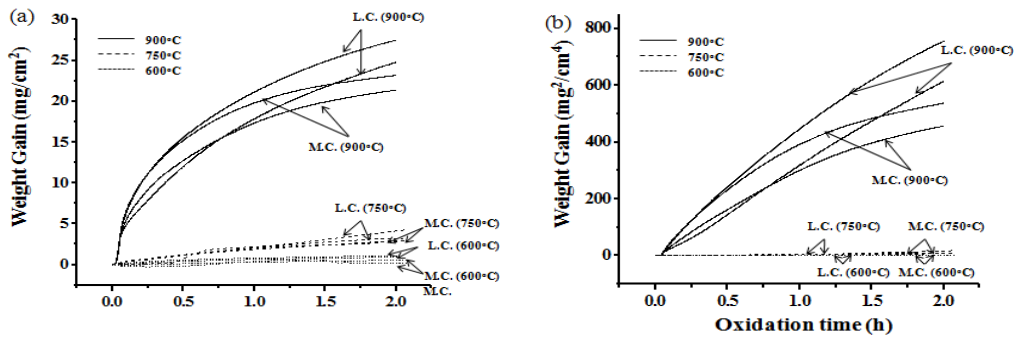 (a)
Weight Gain (mg/cm²)
30
25
20
15
10
5
0
900°C
750°C
600°C
L.C. (900°C)
M.C. (900°C)
L.C. (750°C)
M.C. (750°C)
L.C. (600°C)
M.C. (600°C)
M.C.
0.0 0.5 1.0 1.5 2.0
(b)
Weight Gain (mg²/cm⁴)
800
600
400
200
0
900°C
750°C
600°C
L.C. (900°C)
M.C. (900°C)
L.C. (750°C) M.C. (750°C)
L.C. (600°C) M.C. (600°C)
0.0 0.5 1.0 1.5 2.0
Oxidation time (h)